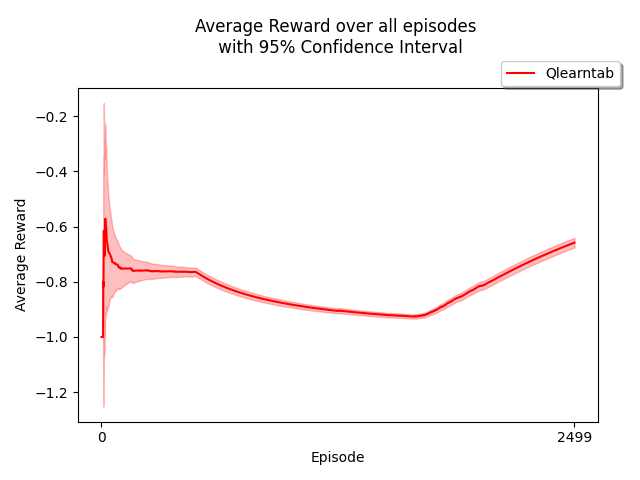 Average Reward over all episodes
with 95% Confidence Interval
Qlearntab
−0.2
−0.4
−0.6
−0.8
−1.0
−1.2
Average Reward
0
2499
Episode